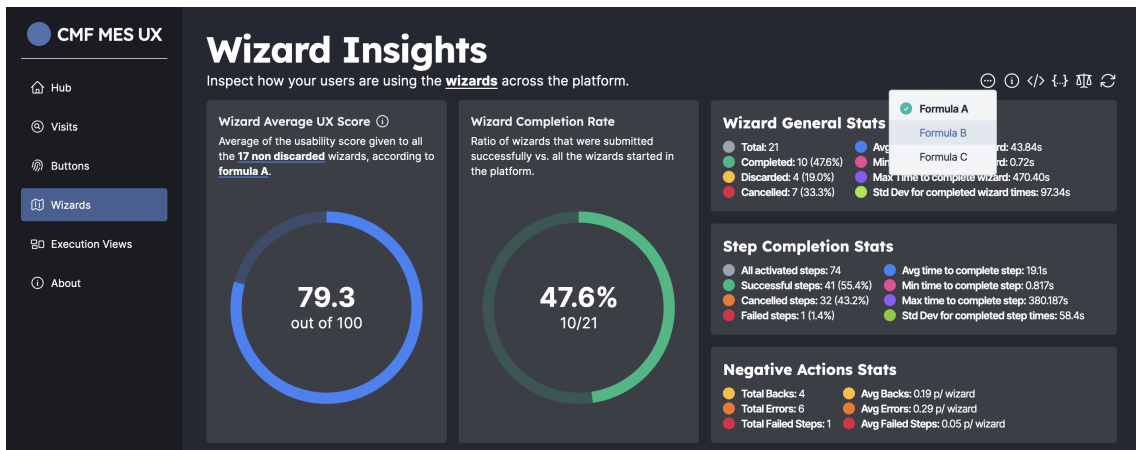 CMF MES UX
Hub
Visits
Buttons
Wizards
Execution Views
About
Wizard Insights
Inspect how your users are using the wizards across the platform.
</> {...}
Formula A
Formula B
Formula C
Wizard Average UX Score
Average of the usability score given to all
the 17 non discarded wizards, according to
formula A.
79.3
out of 100
Wizard Completion Rate
Ratio of wizards that were submitted
successfully vs. all the wizards started in
the platform.
47.6%
10/21
Wizard General Stats
Total: 21
Completed: 10 (47.6%)
Discarded: 4 (19.0%)
Cancelled: 7 (33.3%)
43.84s
0.72s
Max Time to complete wizard: 470.40s
Std Dev for completed wizard times: 97.34s
Step Completion Stats
All activated steps: 74
Successful steps: 41 (55.4%)
Cancelled steps: 32 (43.2%)
Failed steps: 1 (1.4%)
Avg time to complete step: 19.1s
Min time to complete step: 0.817s
Max time to complete step: 380.187s
Std Dev for completed step times: 58.4s
Negative Actions Stats
Total Backs: 4
Total Errors: 6
Total Failed Steps: 1
Avg Backs: 0.19 p/ wizard
Avg Errors: 0.29 p/ wizard
Avg Failed Steps: 0.05 p/ wizard